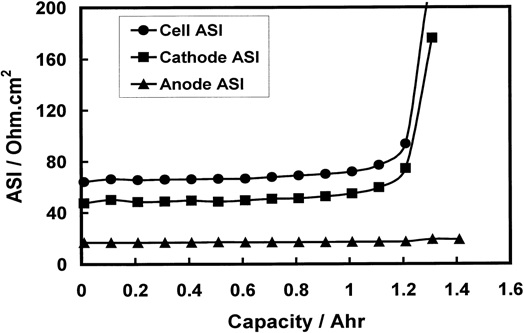 200
160
120
80
40
0
ASI / Ohm.cm²
Cell ASI
Cathode ASI
Anode ASI
0 0.2 0.4 0.6 0.8 1 1.2 1.4 1.6
Capacity / Ahr